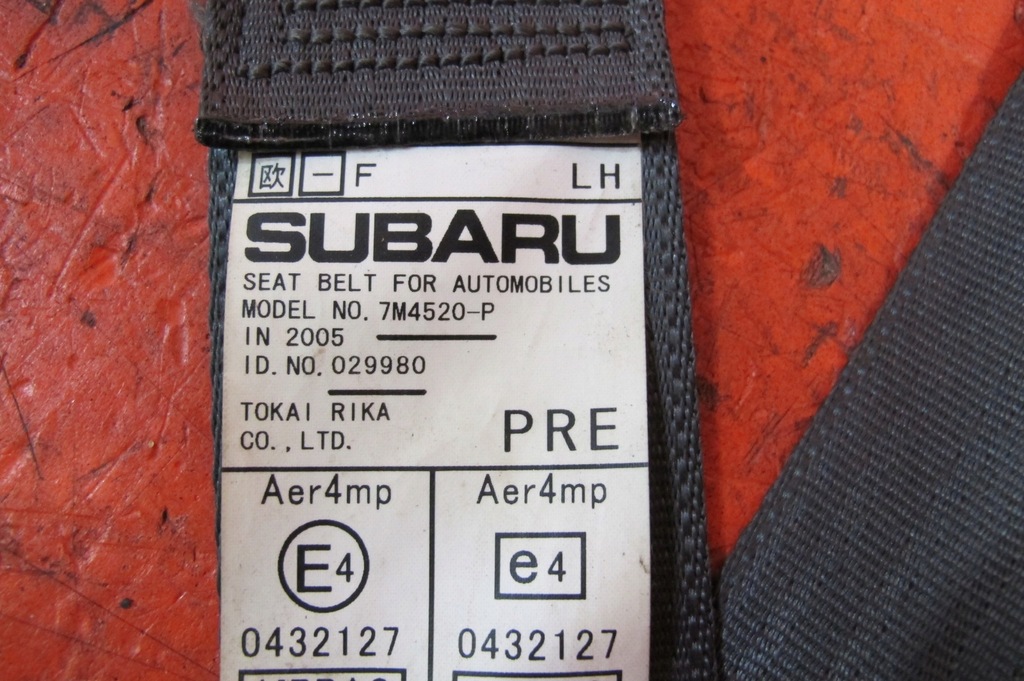 欧 − F LH
SUBARU
SEAT BELT FOR AUTOMOBILES
MODEL NO. 7M4520-P
IN 2005
ID. NO. 029980
TOKAI RIKA
CO., LTD.
PRE
Aer4mp Aer4mp
E4 e4
0432127 0432127